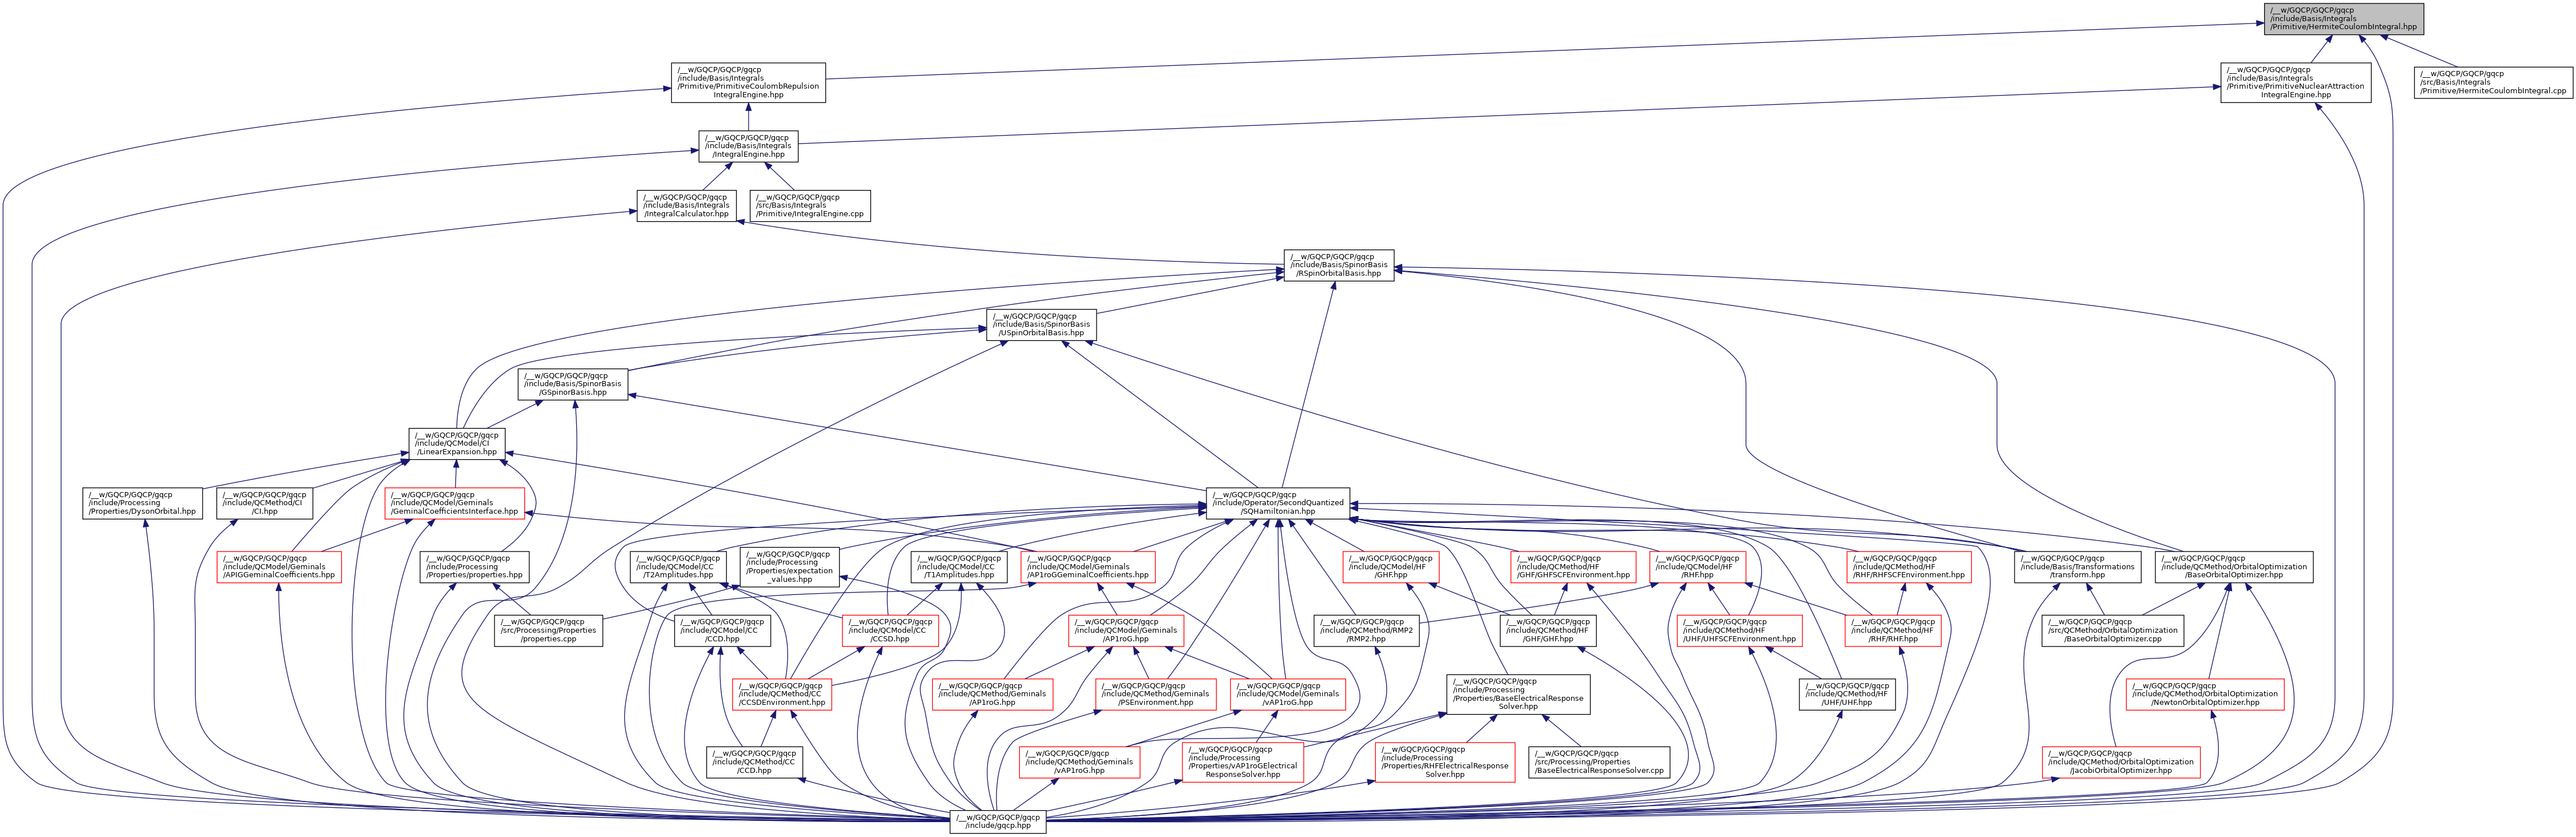 /__w/GQCP/GQCP/gqcp
/include/Basis/Integrals
/Primitive/HermiteCoulombIntegral.hpp
/__w/GQCP/GQCP/gqcp
/include/Basis/Integrals
/Primitive/PrimitiveCoulombRepulsion
IntegralEngine.hpp
/__w/GQCP/GQCP/gqcp
/include/Basis/Integrals
/Primitive/PrimitiveNuclearAttraction
IntegralEngine.hpp
/__w/GQCP/GQCP/gqcp
/src/Basis/Integrals
/Primitive/HermiteCoulombIntegral.cpp
/__w/GQCP/GQCP/gqcp
/include/Basis/Integrals
/IntegralEngine.hpp
/__w/GQCP/GQCP/gqcp
/include/Basis/Integrals
/IntegralCalculator.hpp
/__w/GQCP/GQCP/gqcp
/src/Basis/Integrals
/Primitive/IntegralEngine.cpp
/__w/GQCP/GQCP/gqcp
/include/Basis/SpinorBasis
/RSpinOrbitalBasis.hpp
/__w/GQCP/GQCP/gqcp
/include/Basis/SpinorBasis
/USpinOrbitalBasis.hpp
/__w/GQCP/GQCP/gqcp
/include/Basis/SpinorBasis
/GSpinorBasis.hpp
/__w/GQCP/GQCP/gqcp
/include/QCModel/CI
/LinearExpansion.hpp
/__w/GQCP/GQCP/gqcp
/include/Processing
/Properties/DysonOrbital.hpp
/__w/GQCP/GQCP/gqcp
/include/QCMethod/CI
/CI.hpp
/__w/GQCP/GQCP/gqcp
/include/QCModel/Geminals
/GeminalCoefficientsInterface.hpp
/__w/GQCP/GQCP/gqcp
/include/Operator/SecondQuantized
/SQHamiltonian.hpp
/__w/GQCP/GQCP/gqcp
/include/QCModel/Geminals
/APIGGeminalCoefficients.hpp
/__w/GQCP/GQCP/gqcp
/include/Processing
/Properties/properties.hpp
/__w/GQCP/GQCP/gqcp
/include/QCModel/CC
/T2Amplitudes.hpp
/__w/GQCP/GQCP/gqcp
/include/Processing
/Properties/expectation
_values.hpp
/__w/GQCP/GQCP/gqcp
/include/QCModel/CC
/T1Amplitudes.hpp
/__w/GQCP/GQCP/gqcp
/include/QCModel/Geminals
/AP1roGGeminalCoefficients.hpp
/__w/GQCP/GQCP/gqcp
/include/QCModel/HF
/GHF.hpp
/__w/GQCP/GQCP/gqcp
/include/QCMethod/HF
/GHF/GHFSCFEnvironment.hpp
/__w/GQCP/GQCP/gqcp
/include/QCModel/HF
/RHF.hpp
/__w/GQCP/GQCP/gqcp
/include/QCMethod/HF
/RHF/RHFSCFEnvironment.hpp
/__w/GQCP/GQCP/gqcp
/include/Basis/Transformations
/transform.hpp
/__w/GQCP/GQCP/gqcp
/include/QCMethod/OrbitalOptimization
/BaseOrbitalOptimizer.hpp
/__w/GQCP/GQCP/gqcp
/src/Processing/Properties
/properties.cpp
/__w/GQCP/GQCP/gqcp
/include/QCModel/CC
/CCD.hpp
/__w/GQCP/GQCP/gqcp
/include/QCModel/CC
/CCSD.hpp
/__w/GQCP/GQCP/gqcp
/include/QCModel/Geminals
/AP1roG.hpp
/__w/GQCP/GQCP/gqcp
/include/QCMethod/RMP2
/RMP2.hpp
/__w/GQCP/GQCP/gqcp
/include/QCMethod/HF
/GHF/GHF.hpp
/__w/GQCP/GQCP/gqcp
/include/QCMethod/HF
/UHF/UHFSCFEnvironment.hpp
/__w/GQCP/GQCP/gqcp
/include/QCMethod/HF
/RHF/RHF.hpp
/__w/GQCP/GQCP/gqcp
/src/QCMethod/OrbitalOptimization
/BaseOrbitalOptimizer.cpp
/__w/GQCP/GQCP/gqcp
/include/QCMethod/CC
/CCSDEnvironment.hpp
/__w/GQCP/GQCP/gqcp
/include/QCMethod/Geminals
/AP1roG.hpp
/__w/GQCP/GQCP/gqcp
/include/QCMethod/Geminals
/PSEnvironment.hpp
/__w/GQCP/GQCP/gqcp
/include/QCModel/Geminals
/vAP1roG.hpp
/__w/GQCP/GQCP/gqcp
/include/Processing
/Properties/BaseElectricalResponse
Solver.hpp
/__w/GQCP/GQCP/gqcp
/include/QCMethod/HF
/UHF/UHF.hpp
/__w/GQCP/GQCP/gqcp
/include/QCMethod/OrbitalOptimization
/NewtonOrbitalOptimizer.hpp
/__w/GQCP/GQCP/gqcp
/include/QCMethod/CC
/CCD.hpp
/__w/GQCP/GQCP/gqcp
/include/QCMethod/Geminals
/vAP1roG.hpp
/__w/GQCP/GQCP/gqcp
/include/Processing
/Properties/vAP1roGElectrical
ResponseSolver.hpp
/__w/GQCP/GQCP/gqcp
/include/Processing
/Properties/RHFElectricalResponse
Solver.hpp
/__w/GQCP/GQCP/gqcp
/src/Processing/Properties
/BaseElectricalResponseSolver.cpp
/__w/GQCP/GQCP/gqcp
/include/QCMethod/OrbitalOptimization
/JacobiOrbitalOptimizer.hpp
/__w/GQCP/GQCP/gqcp
/include/gqcp.hpp